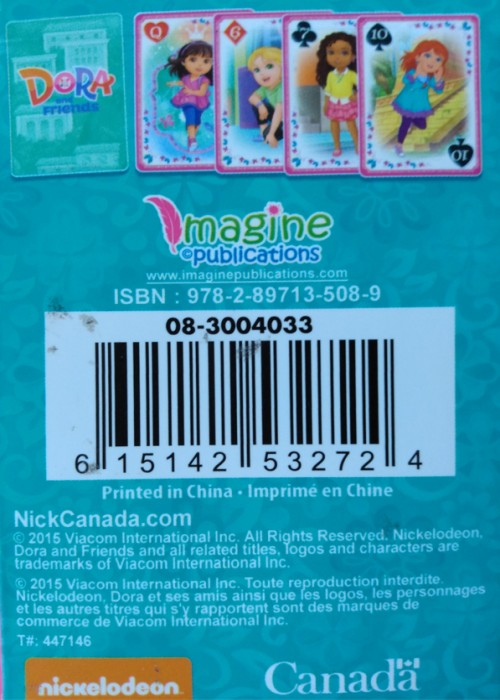 DORA
and
Friends
Q
6
7
10
10
Imagine
publications
www.imaginepublications.com
ISBN : 978-2-89713-508-9
08-3004033
6 15142 53272 4
Printed in China • Imprimé en Chine
NickCanada.com
© 2015 Viacom International Inc. All Rights Reserved. Nickelodeon,
Dora and Friends and all related titles, logos and characters are
trademarks of Viacom International Inc.
© 2015 Viacom International Inc. Toute reproduction interdite.
Nickelodeon, Dora et ses amis ainsi que les logos, les personnages
et les autres titres qui s'y rapportent sont des marques de
commerce de Viacom International Inc.
T#: 447146
nickelodeon
Canada